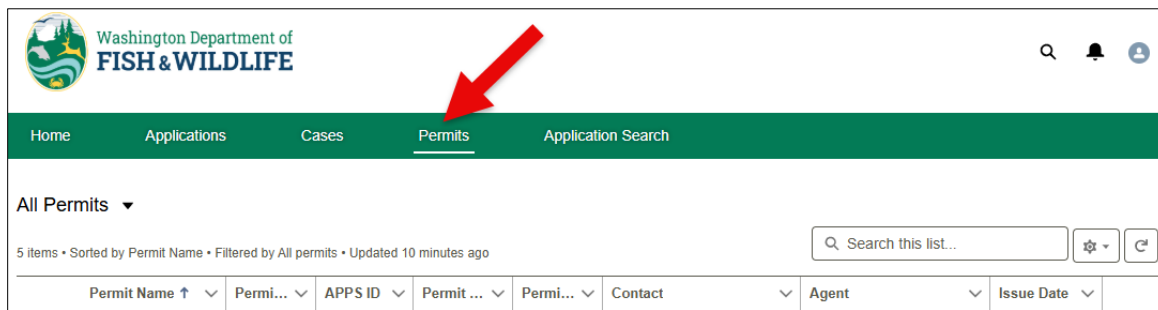 Washington Department of
FISH & WILDLIFE
Home Applications Cases Permits Application Search
All Permits
5 items • Sorted by Permit Name • Filtered by All permits • Updated 10 minutes ago
Search this list...
Permit Name Permi... APPS ID Permit ... Permi... Contact Agent Issue Date